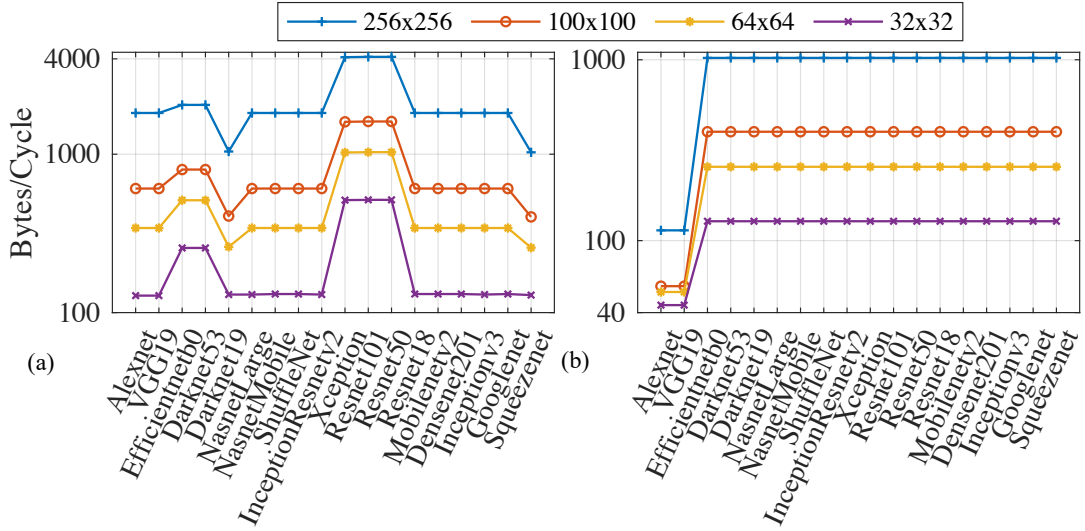 256x256 100x100 64x64 32x32
Bytes/Cycle
4000
1000
100
(a)
Alexnet
VGG19
Efficientnetb0
Darknet53
Darknet19
NasnetLarge
NasnetMobile
ShuffleNet
InceptionResnetv2
Xception
Resnet101
Resnet50
Resnet18
Mobilenetv2
Densenet201
Inceptionv3
Googlenet
Squeezenet
1000
100
40
(b)
Alexnet
VGG19
Efficientnetb0
Darknet53
Darknet19
NasnetLarge
NasnetMobile
ShuffleNet
InceptionResnetv2
Xception
Resnet101
Resnet50
Resnet18
Mobilenetv2
Densenet201
Inceptionv3
Googlenet
Squeezenet